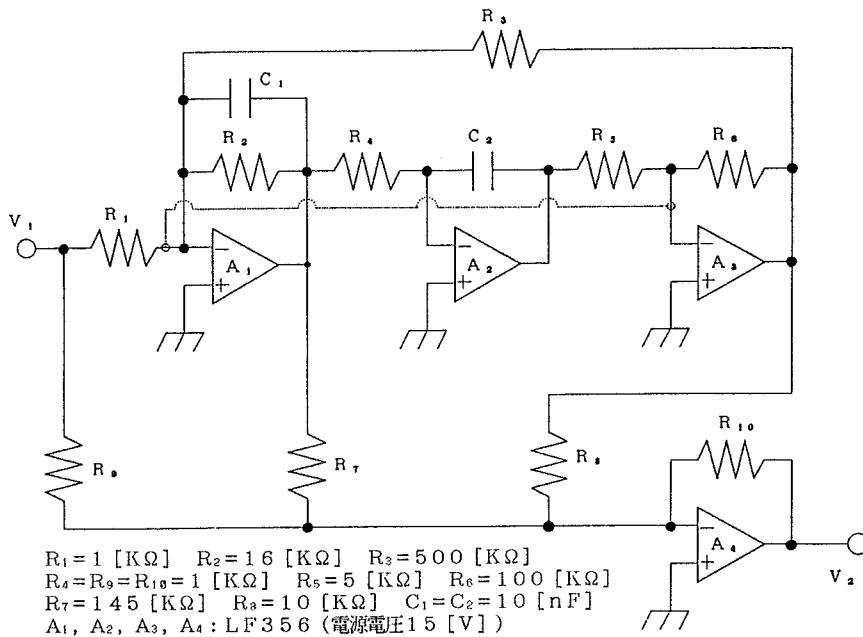 R₃
C₁
R₂ R₄ C₂ R₅ R₆
V₁ R₁
A₁ A₂ A₃
− − −
+ + +
R₉ R₇ R₈ R₁₀
−
A₄
+
V₂
R₁=1 [KΩ] R₂=16 [KΩ] R₃=500 [KΩ]
R₄=R₉=R₁₀=1 [KΩ] R₅=5 [KΩ] R₆=100 [KΩ]
R₇=145 [KΩ] R₈=10 [KΩ] C₁=C₂=10 [nF]
A₁, A₂, A₃, A₄:LF356 (電源電圧15 [V])